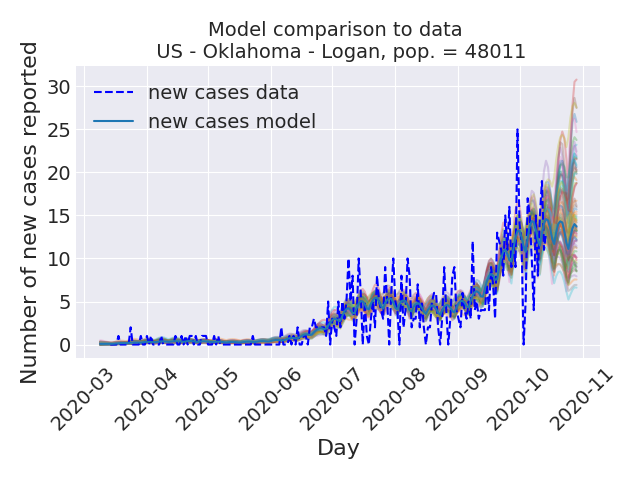 Model comparison to data
US - Oklahoma - Logan, pop. = 48011
Number of new cases reported
30
25
20
15
10
5
0
new cases data
new cases model
2020-03
2020-04
2020-05
2020-06
2020-07
2020-08
2020-09
2020-10
2020-11
Day